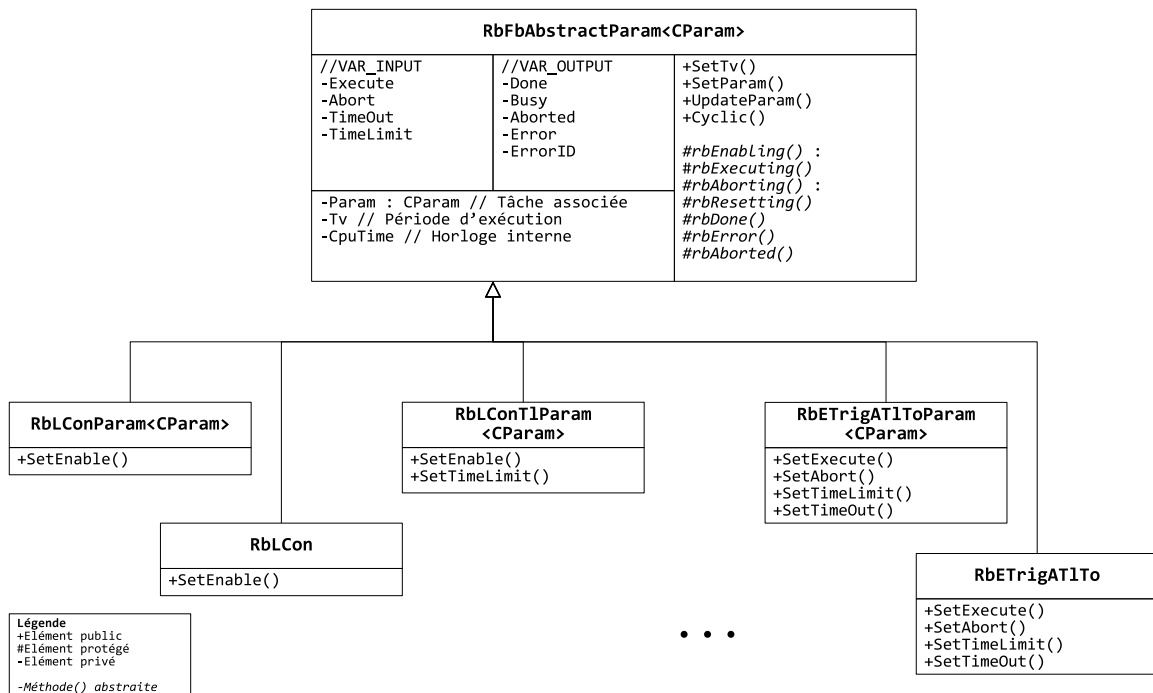 RbFbAbstractParam<CParam>
//VAR_INPUT
-Execute
-Abort
-TimeOut
-TimeLimit
//VAR_OUTPUT
-Done
-Busy
-Aborted
-Error
-ErrorID
-Param : CParam // Tâche associée
-Tv // Période d’exécution
-CpuTime // Horloge interne
+SetTv()
+SetParam()
+UpdateParam()
+Cyclic()
#rbEnabling() :
#rbExecuting()
#rbAborting() :
#rbResetting()
#rbDone()
#rbError()
#rbAborted()
RbLConParam<CParam>
+SetEnable()
RbLCon
+SetEnable()
RbLConTlParam
<CParam>
+SetEnable()
+SetTimeLimit()
RbETrigATlToParam
<CParam>
+SetExecute()
+SetAbort()
+SetTimeLimit()
+SetTimeOut()
RbETrigATlTo
+SetExecute()
+SetAbort()
+SetTimeLimit()
+SetTimeOut()
• • •
Légende
+Elément public
#Elément protégé
-Elément privé
-Méthode() abstraite